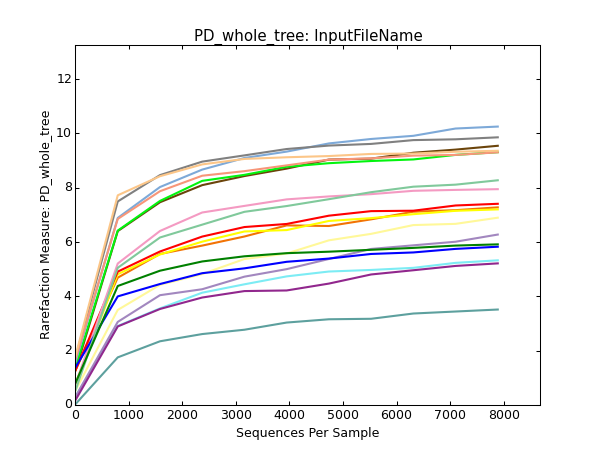 PD_whole_tree: InputFileName
12
10
8
6
4
2
0
Rarefaction Measure: PD_whole_tree
0 1000 2000 3000 4000 5000 6000 7000 8000
Sequences Per Sample